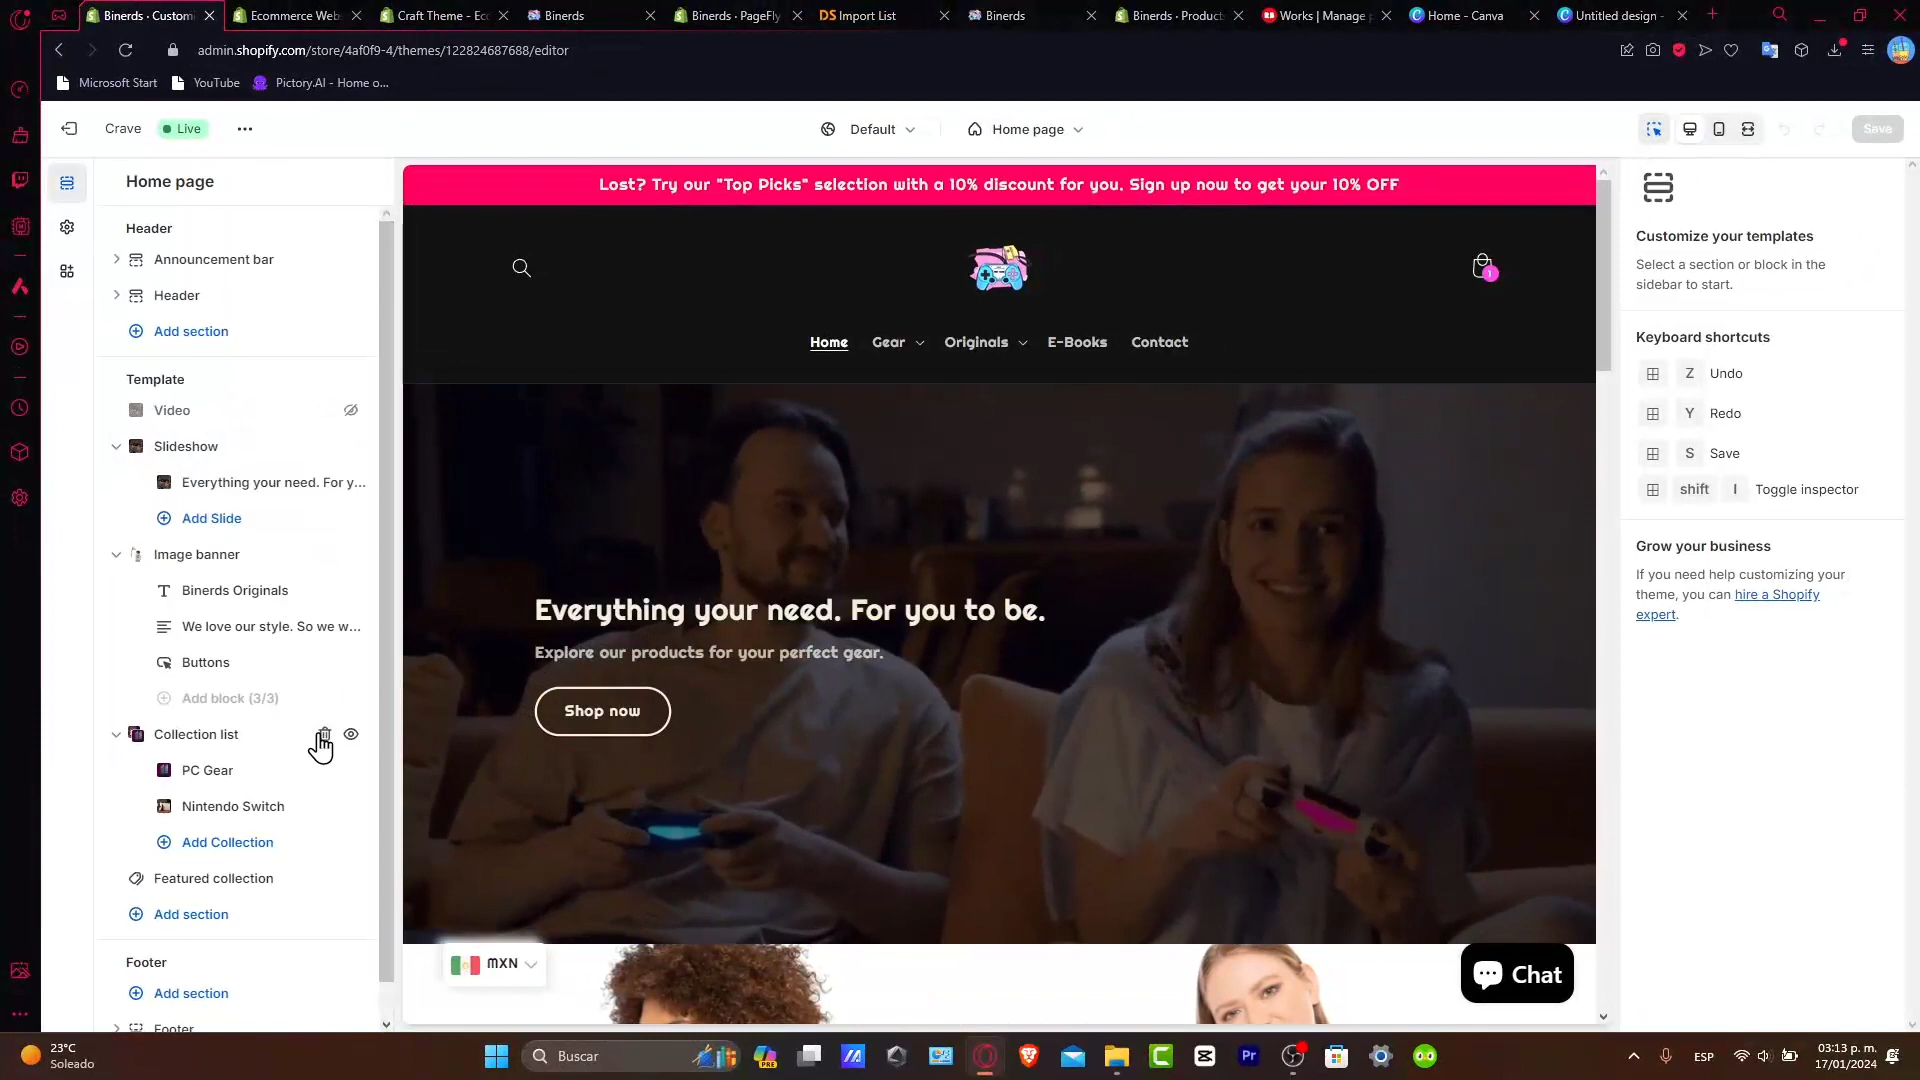 Binerds · Custom
Ecommerce Web
Craft Theme - Ec
Binerds
Binerds · PageFly
DS Import List
Binerds
Binerds · Product
Works | Manage
Home - Canva
Untitled design -
admin.shopify.com/store/4af0f9-4/themes/122824687688/editor
Microsoft Start
YouTube
Pictory.AI - Home o...
Crave
Live
Default
Home page
Save
Home page
Header
Announcement bar
Header
Add section
Template
Video
Slideshow
Everything your need. For y...
Add Slide
Image banner
Binerds Originals
We love our style. So we w...
Buttons
Add block (3/3)
Collection list
PC Gear
Nintendo Switch
Add Collection
Featured collection
Add section
Footer
Add section
Footer
Lost? Try our "Top Picks" selection with a 10% discount for you. Sign up now to get your 10% OFF
1
Home
Gear
Originals
E-Books
Contact
Everything your need. For you to be.
Explore our products for your perfect gear.
Shop now
MXN
Chat
Customize your templates
Select a section or block in the
sidebar to start.
Keyboard shortcuts
Z Undo
Y Redo
S Save
shift I Toggle inspector
Grow your business
If you need help customizing your
theme, you can hire a Shopify
expert.
23°C
Soleado
Buscar
PRE
Pr
ESP
03:13 p. m.
17/01/2024